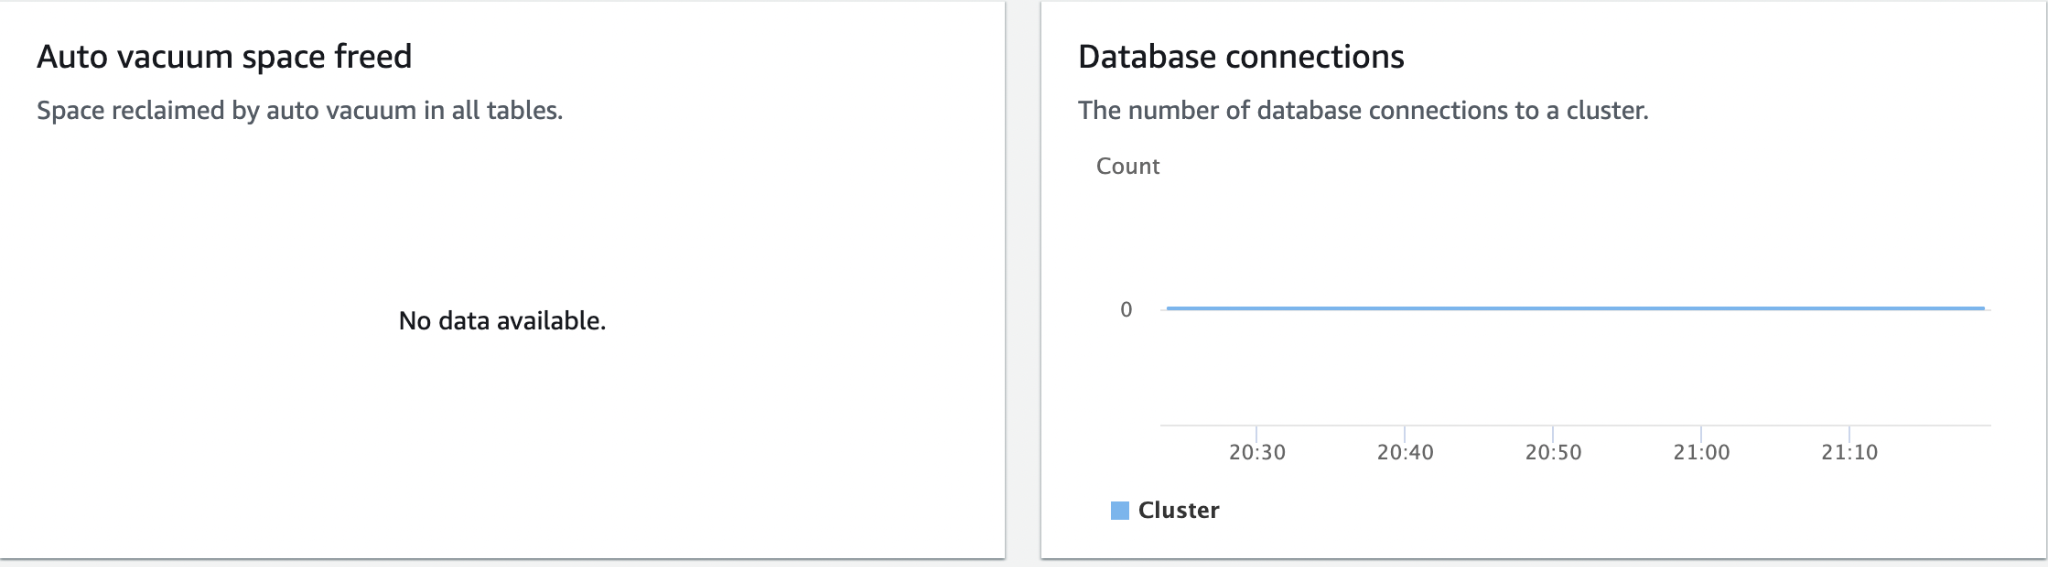 Auto vacuum space freed
Space reclaimed by auto vacuum in all tables.
No data available.
Database connections
The number of database connections to a cluster.
Count
0
20:30 20:40 20:50 21:00 21:10
Cluster